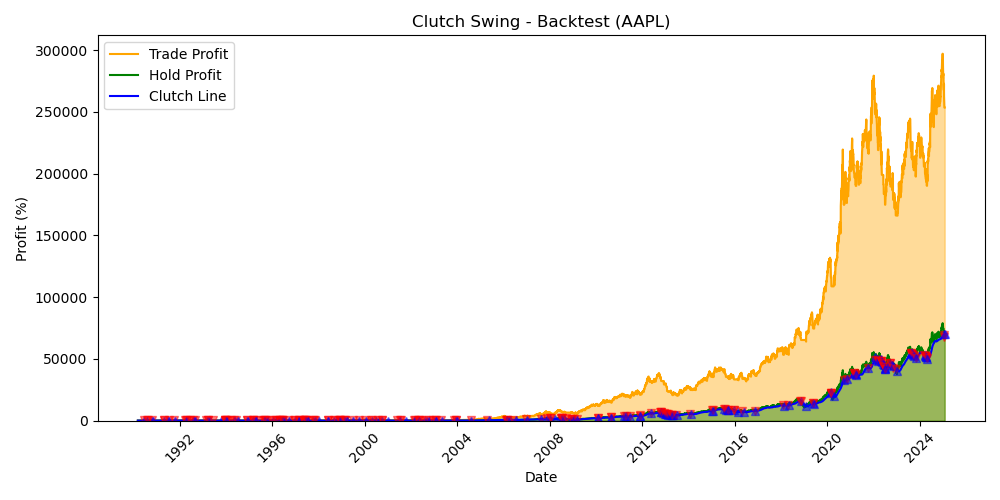 Clutch Swing - Backtest (AAPL)
Trade Profit
Hold Profit
Clutch Line
Profit (%)
300000
250000
200000
150000
100000
50000
0
1992
1996
2000
2004
2008
2012
2016
2020
2024
Date